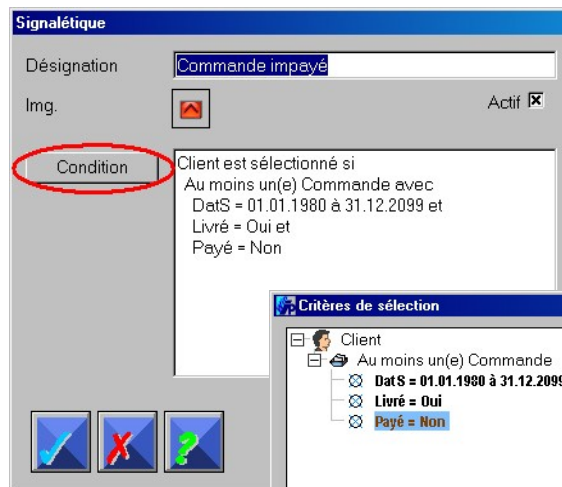 Signalétique
Désignation
Commande impayé
Img.
Actif
Condition
Client est sélectionné si
Au moins un(e) Commande avec
DatS = 01.01.1980 à 31.12.2099 et
Livré = Oui et
Payé = Non
Critères de sélection
Client
Au moins un(e) Commande
DatS = 01.01.1980 à 31.12.2099
Livré = Oui
Payé = Non